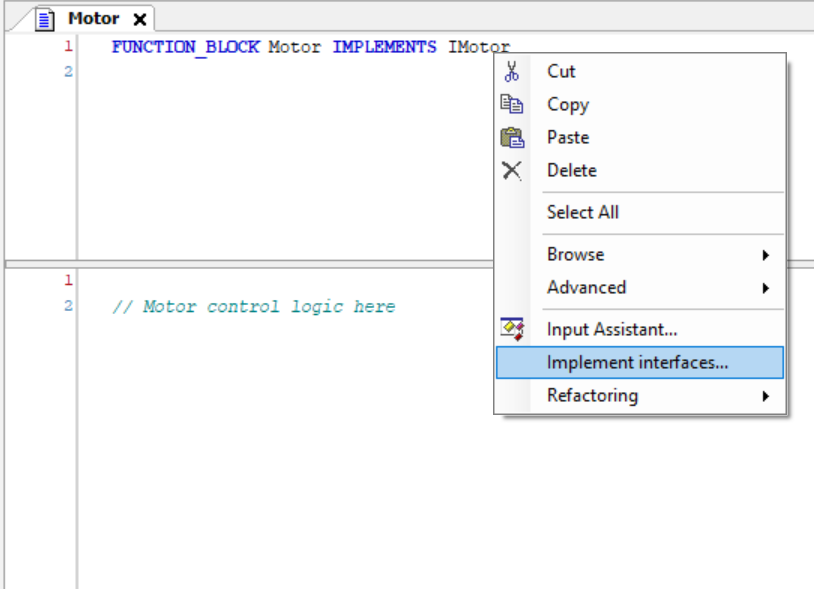 Motor
1 FUNCTION_BLOCK Motor IMPLEMENTS IMotor
2
Cut
Copy
Paste
Delete
Select All
Browse
Advanced
Input Assistant...
Implement interfaces...
Refactoring
1
2 // Motor control logic here